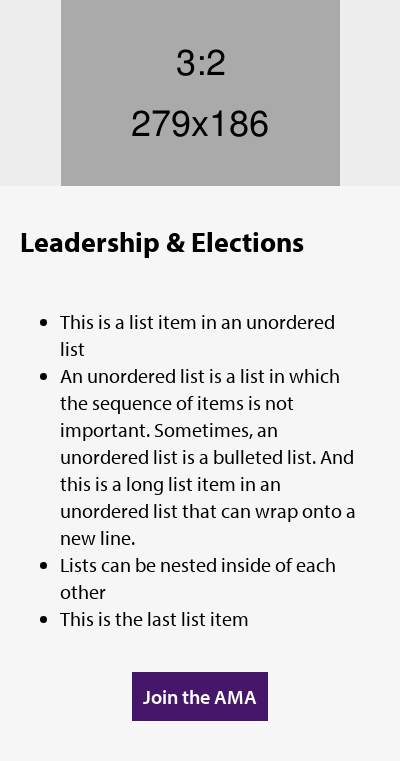 3:2
279x186
Leadership & Elections
This is a list item in an unordered
list
An unordered list is a list in which
the sequence of items is not
important. Sometimes, an
unordered list is a bulleted list. And
this is a long list item in an
unordered list that can wrap onto a
new line.
Lists can be nested inside of each
other
This is the last list item
Join the AMA